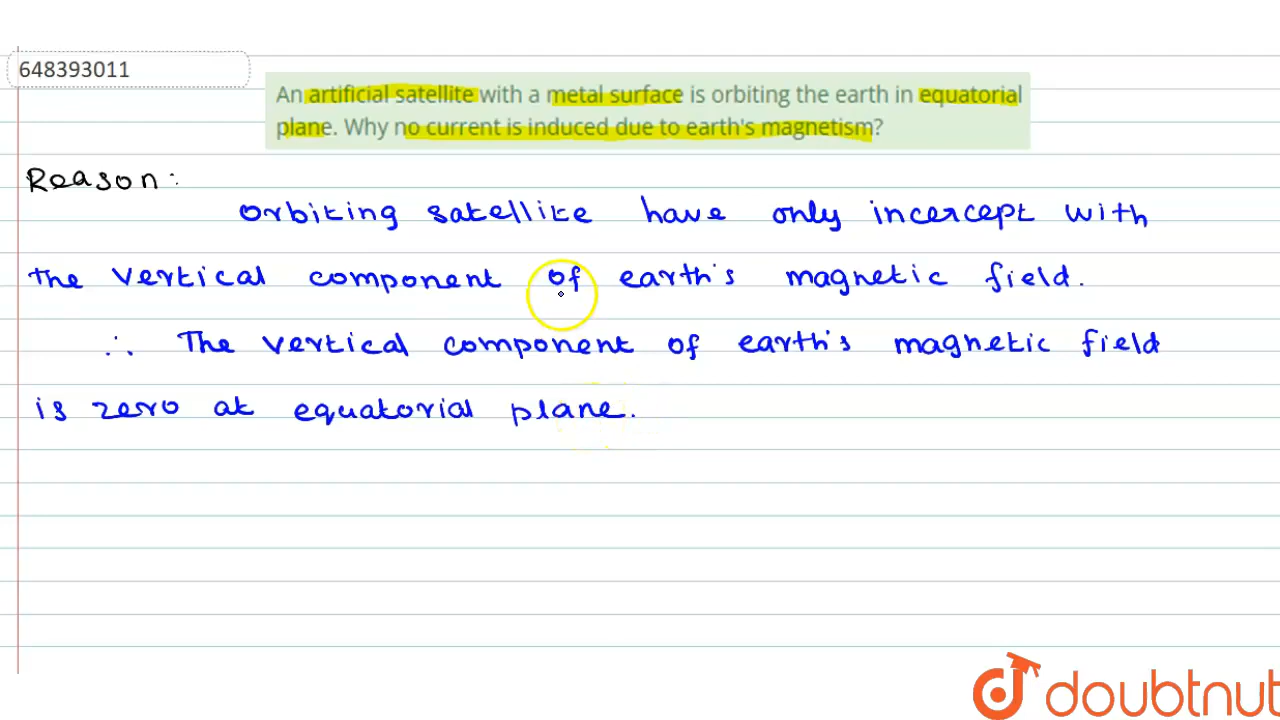 648393011
An artificial satellite with a metal surface is orbiting the earth in equatorial
plane. Why no current is induced due to earth's magnetism?
Reason:
Orbiting satellite have only intercept with
the vertical component of earth's magnetic field.
∴ The vertical component of earth's magnetic field
is zero at equatorial plane.
doubtnut